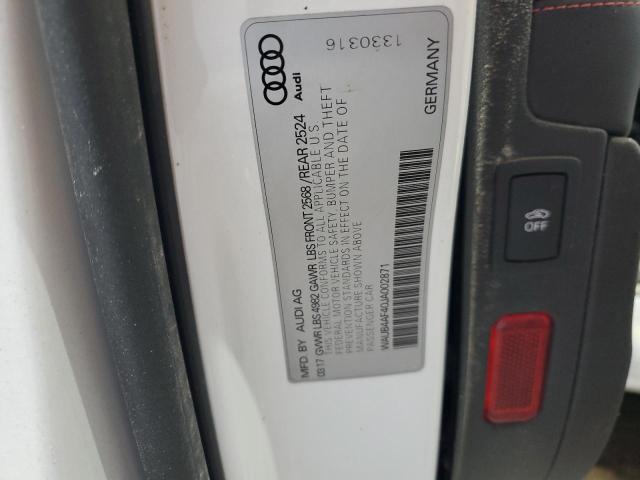 MFD. BY AUDI AG
Audi
1330316
03.17 GVWR LBS 4982 GAWR LBS FRONT 2568 / REAR 2524
THIS VEHICLE CONFORMS TO ALL APPLICABLE U S
FEDERAL MOTOR VEHICLE SAFETY, BUMPER AND THEFT
PREVENTION STANDARDS IN EFFECT ON THE DATE OF
MANUFACTURE SHOWN ABOVE
PASSENGER CAR
WAUB4AF40JA002871
GERMANY
OFF